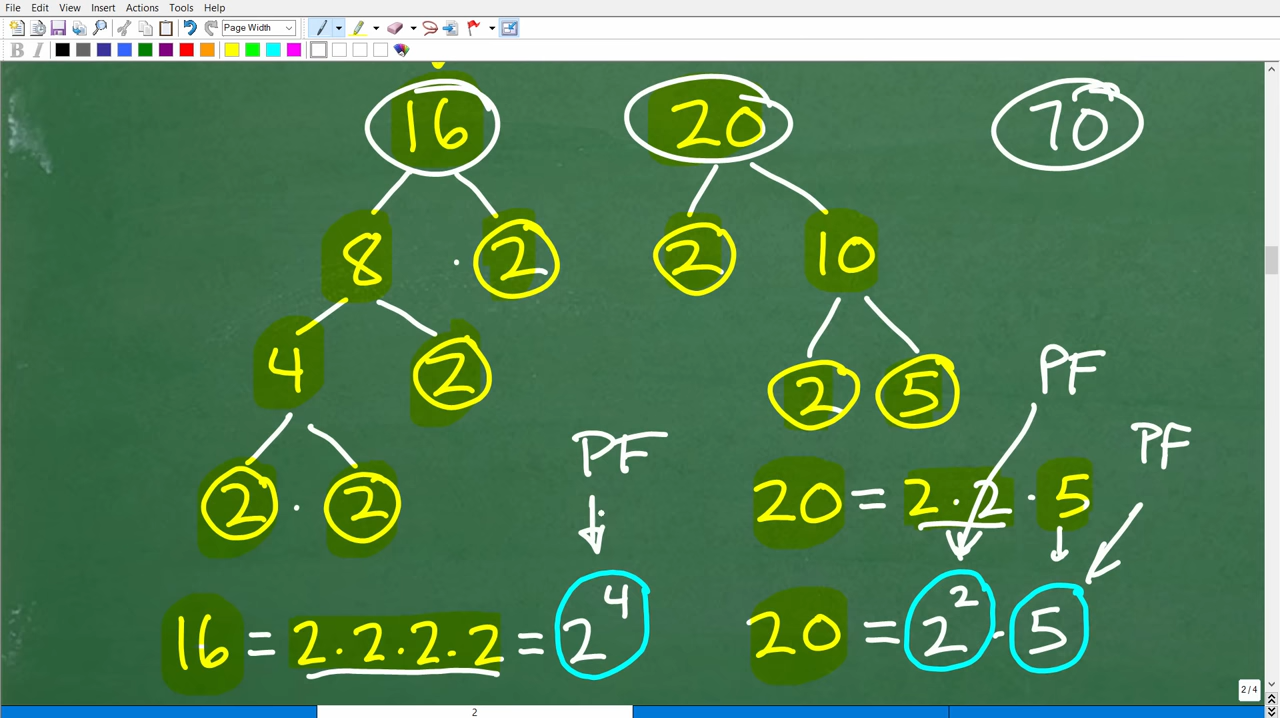 File Edit View Insert Actions Tools Help
Page Width
B I
16 20 70
8 · 2 2 10
4 2 2 5
PF
PF
PF
2 · 2
20 = 2 · 2 · 5
16 = 2 · 2 · 2 · 2 = 2⁴
20 = 2² · 5
2/4
2